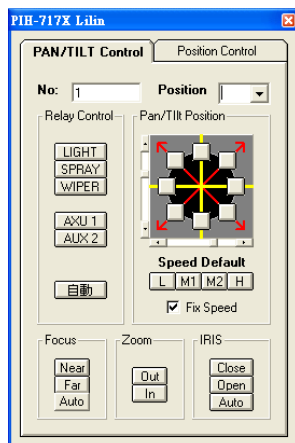 PIH-717X Lilin
PAN/TILT Control
Position Control
No: 1
Position
Relay Control
Pan/TIlt Position
LIGHT
SPRAY
WIPER
AXU 1
AUX 2
自動
Speed Default
L M1 M2 H
Fix Speed
Focus
Near
Far
Auto
Zoom
Out
In
IRIS
Close
Open
Auto